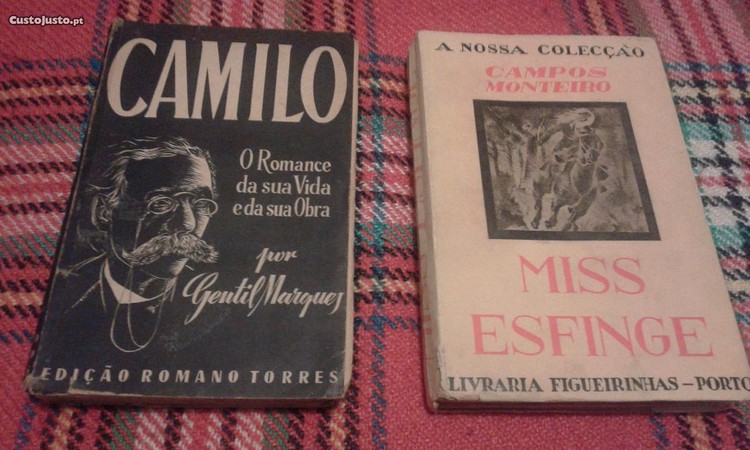 CustoJusto.pt
CAMILO
O Romance
da sua Vida
e da sua Obra
por
Gentil Marques
EDIÇÃO ROMANO TORRES
A NOSSA COLECÇÃO
CAMPOS
MONTEIRO
MISS
ESFINGE
LIVRARIA FIGUEIRINHAS - PORTO